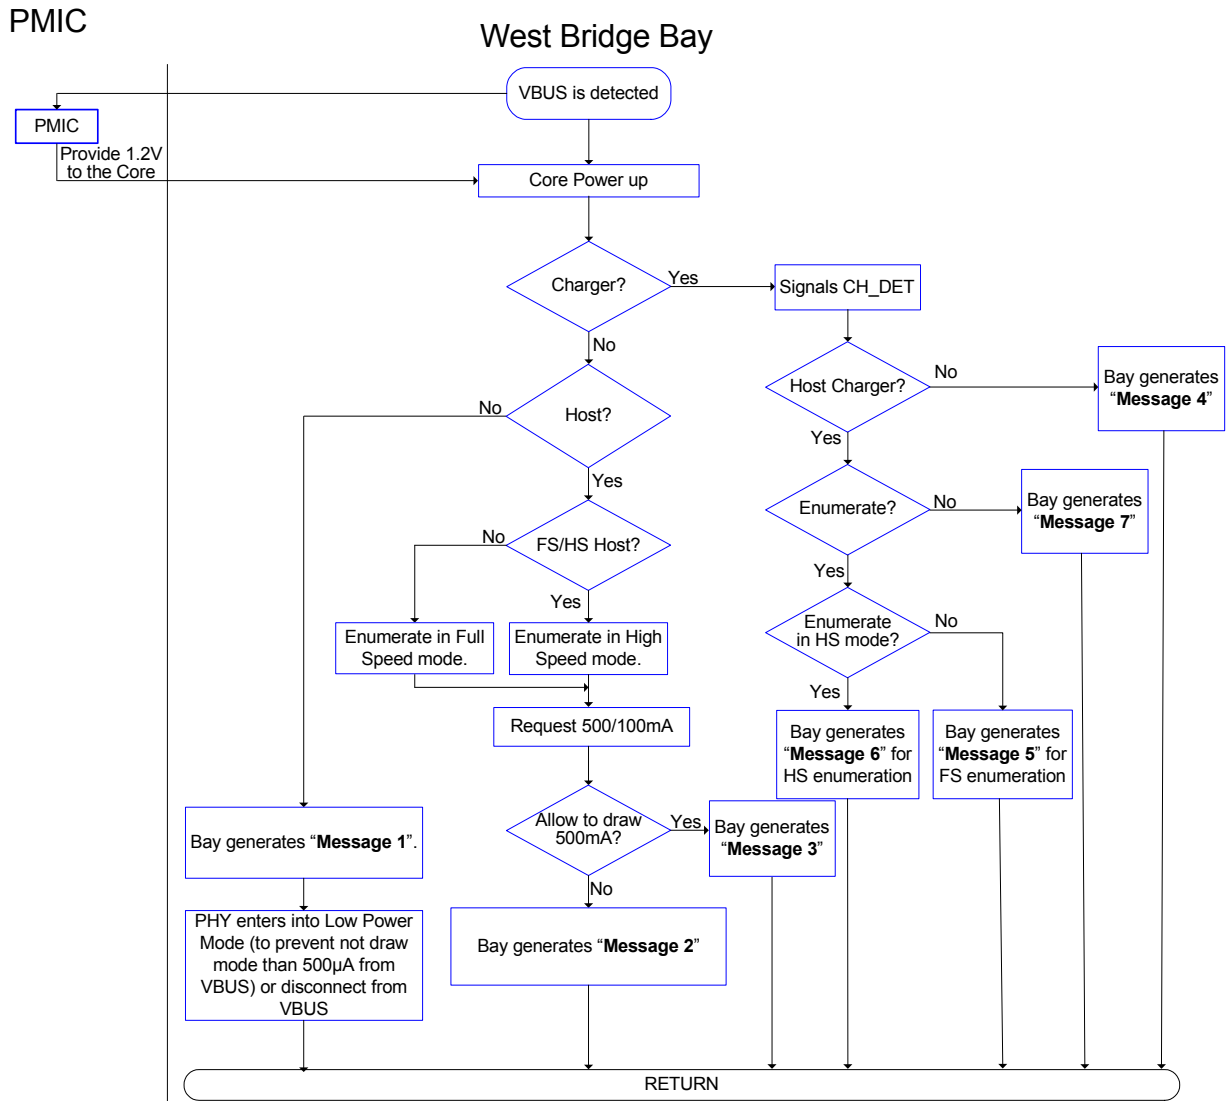 PMIC
West Bridge Bay
VBUS is detected
PMIC
Provide 1.2V
to the Core
Core Power up
Charger?
Yes
Signals CH_DET
No
Host Charger?
No
Bay generates
“Message 4”
No
Host?
Yes
Yes
Enumerate?
No
Bay generates
“Message 7”
No
FS/HS Host?
Yes
Yes
Enumerate in Full
Speed mode.
Enumerate in High
Speed mode.
Enumerate
in HS mode?
No
Yes
Request 500/100mA
Bay generates
“Message 6” for
HS enumeration
Bay generates
“Message 5” for
FS enumeration
Bay generates “Message 1”.
Allow to draw
500mA?
Yes
Bay generates
“Message 3”
No
PHY enters into Low Power
Mode (to prevent not draw
mode than 500µA from
VBUS) or disconnect from
VBUS
Bay generates “Message 2”
RETURN